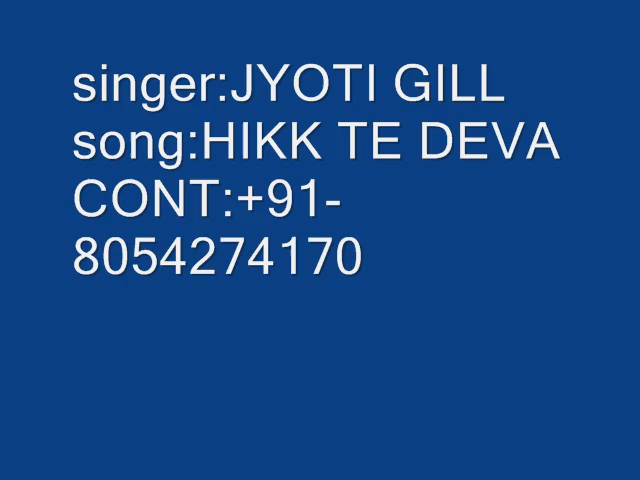 singer:JYOTI GILL
song:HIKK TE DEVA
CONT:+91-
8054274170